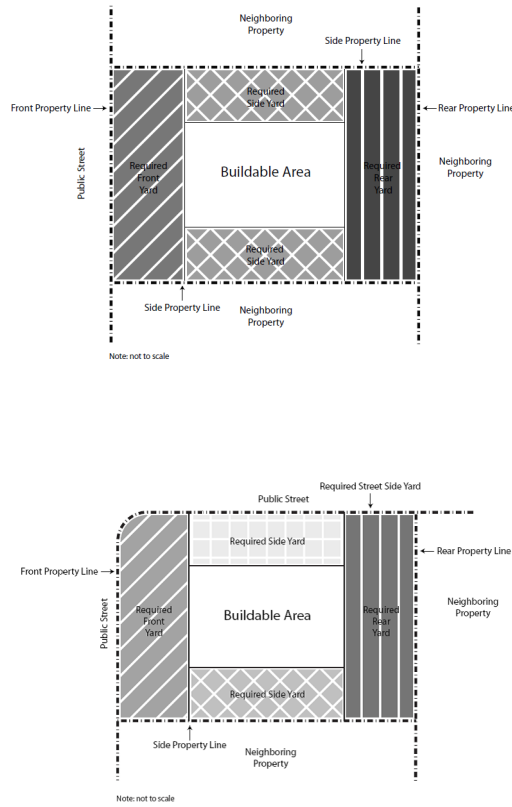 Neighboring
Property
Side Property Line
Required
Side Yard
Front Property Line
Rear Property Line
Public Street
Required
Front
Yard
Buildable Area
Required
Rear
Yard
Neighboring
Property
Required
Side Yard
Side Property Line
Neighboring
Property
Note: not to scale
Required Street Side Yard
Public Street
Required Side Yard
Rear Property Line
Front Property Line
Public Street
Required
Front
Yard
Buildable Area
Required
Rear
Yard
Neighboring
Property
Required Side Yard
Side Property Line
Neighboring
Property
Note: not to scale